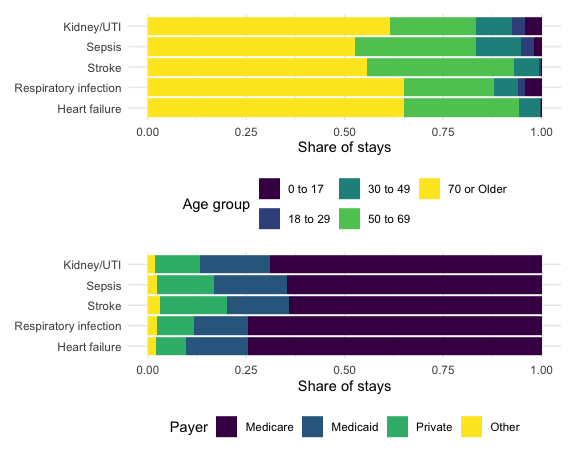 Kidney/UTI
Sepsis
Stroke
Respiratory infection
Heart failure
0.00 0.25 0.50 0.75 1.00
Share of stays
Age group
0 to 17 30 to 49 70 or Older
18 to 29 50 to 69
Kidney/UTI
Sepsis
Stroke
Respiratory infection
Heart failure
0.00 0.25 0.50 0.75 1.00
Share of stays
Payer Medicare Medicaid Private Other